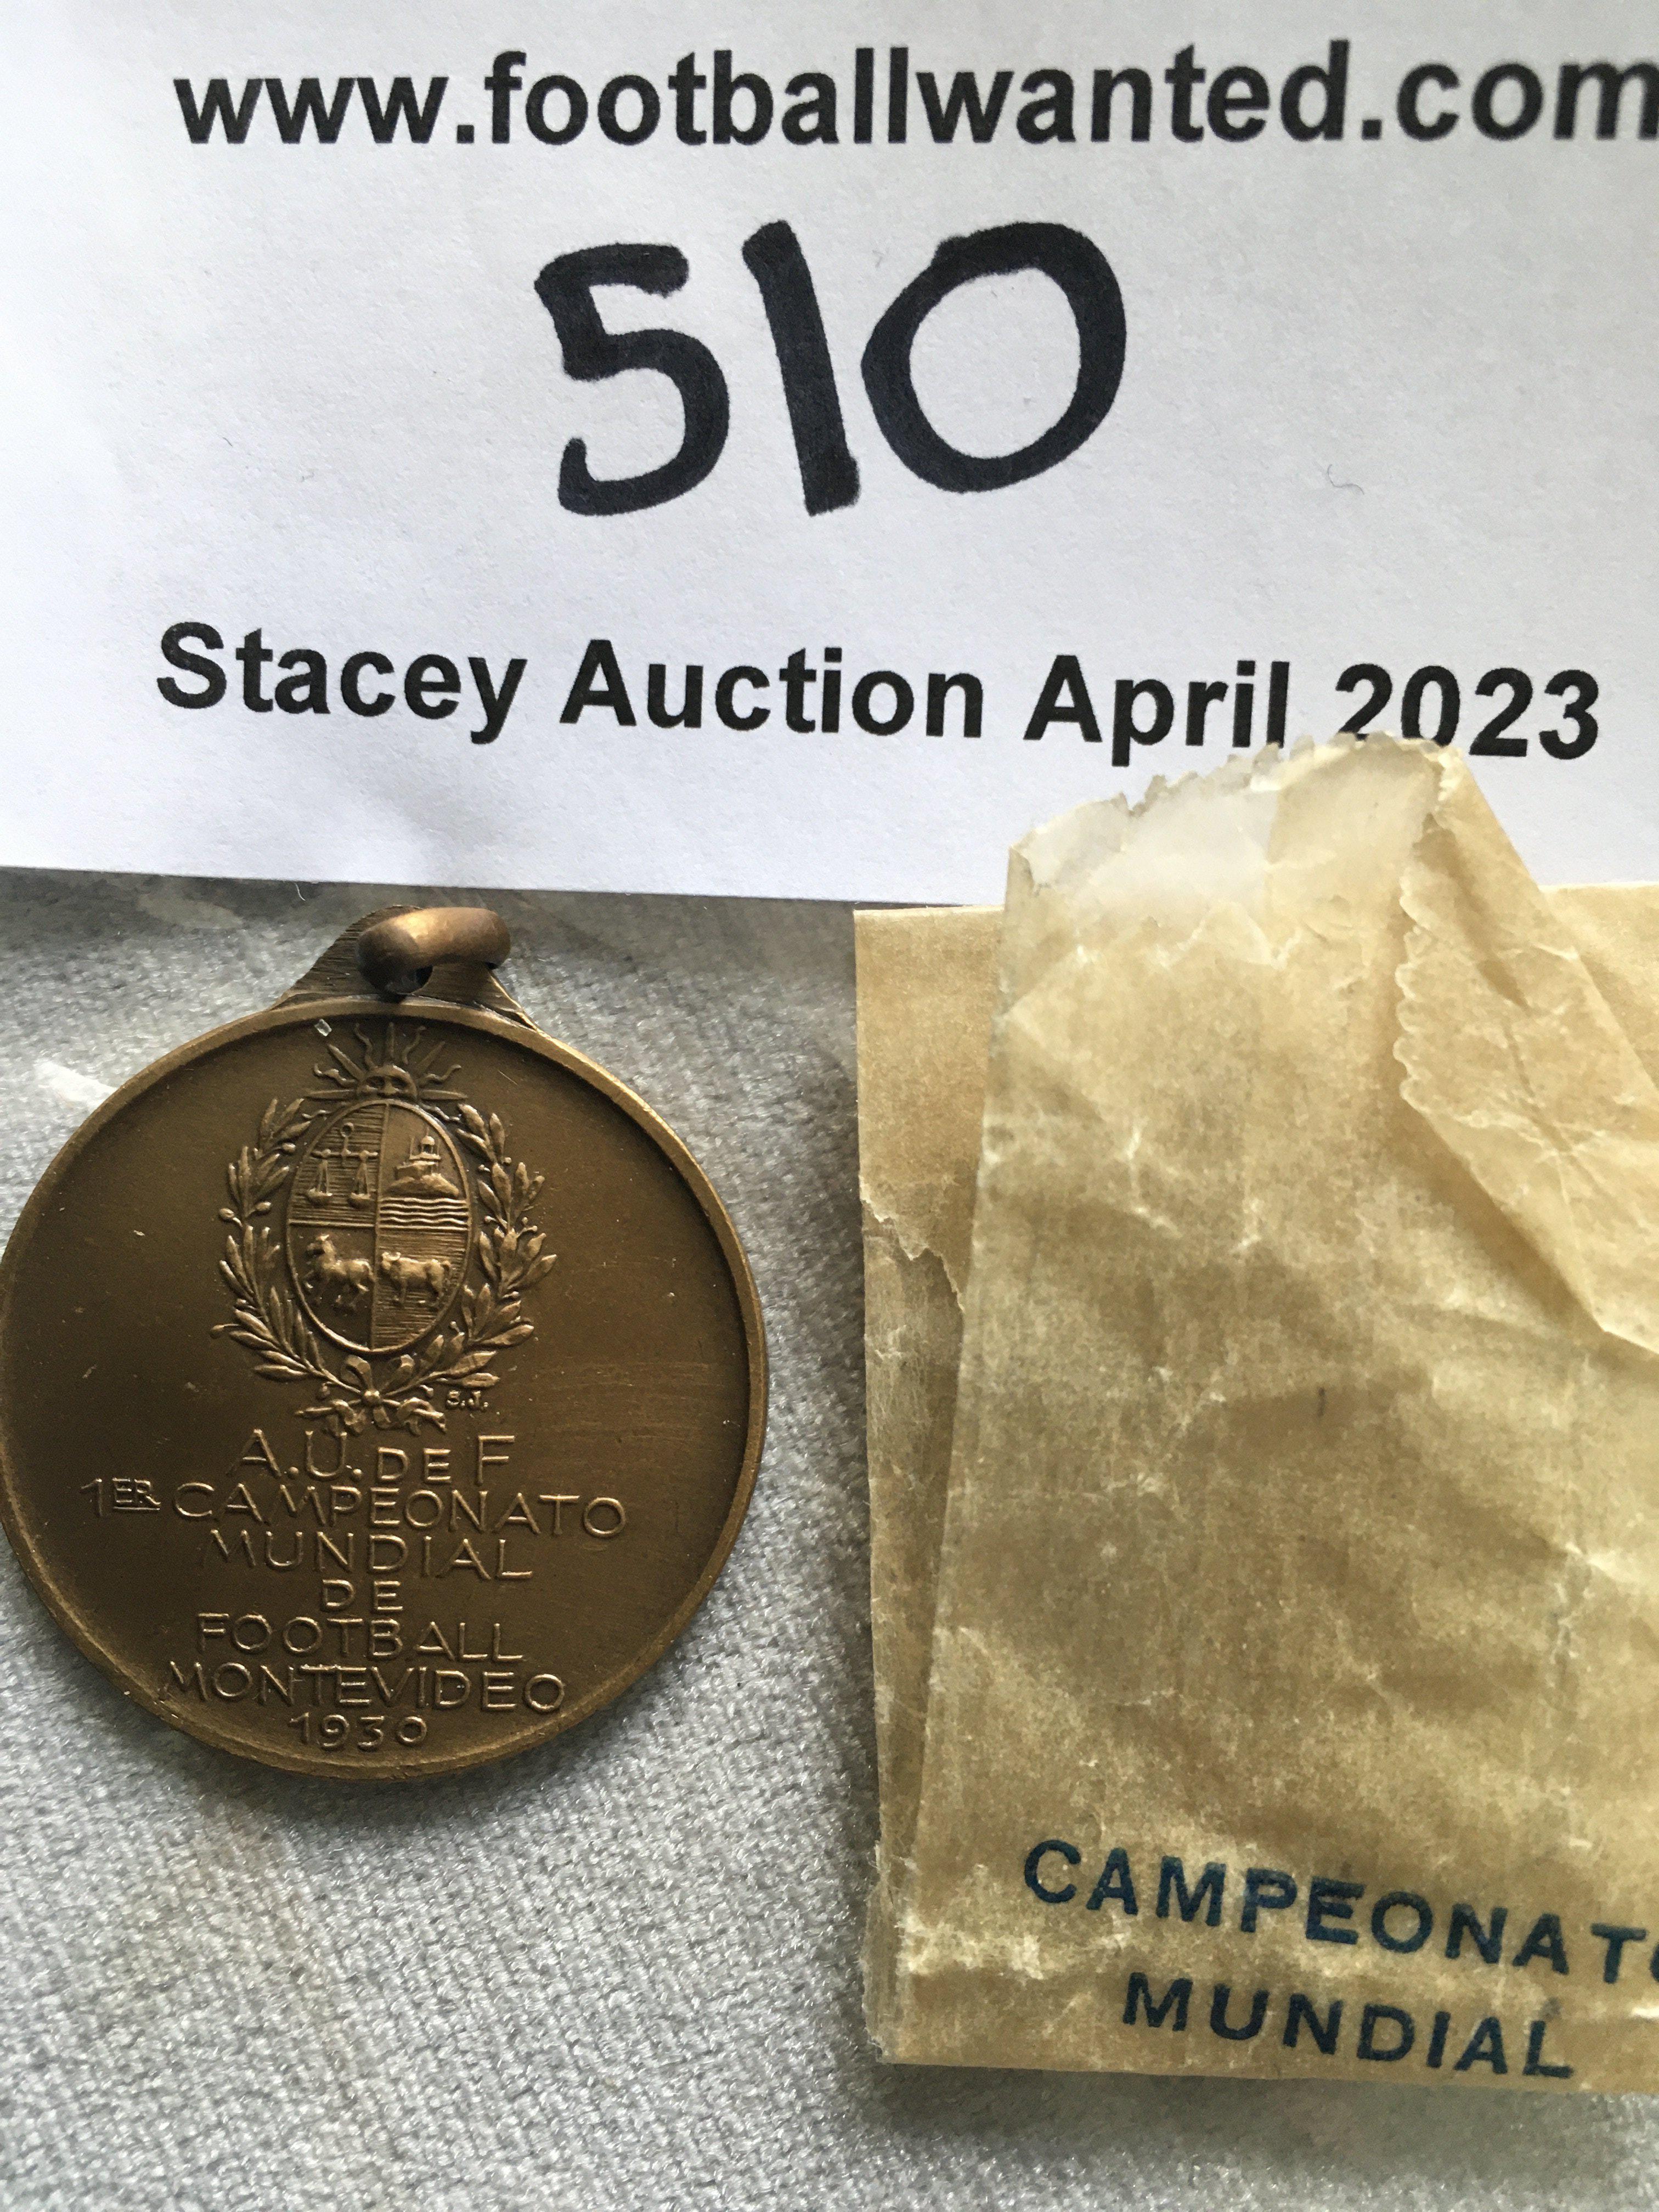 www.footballwanted.com
510
Stacey Auction April 2023
S.J.
A.U. DE F
1ER CAMPEONATO
MUNDIAL
DE
FOOTBALL
MONTEVIDEO
1930
CAMPEONATO
MUNDIAL